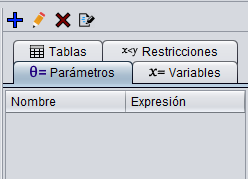 Tablas x<y Restricciones
θ= Parámetros x= Variables
Nombre Expresión